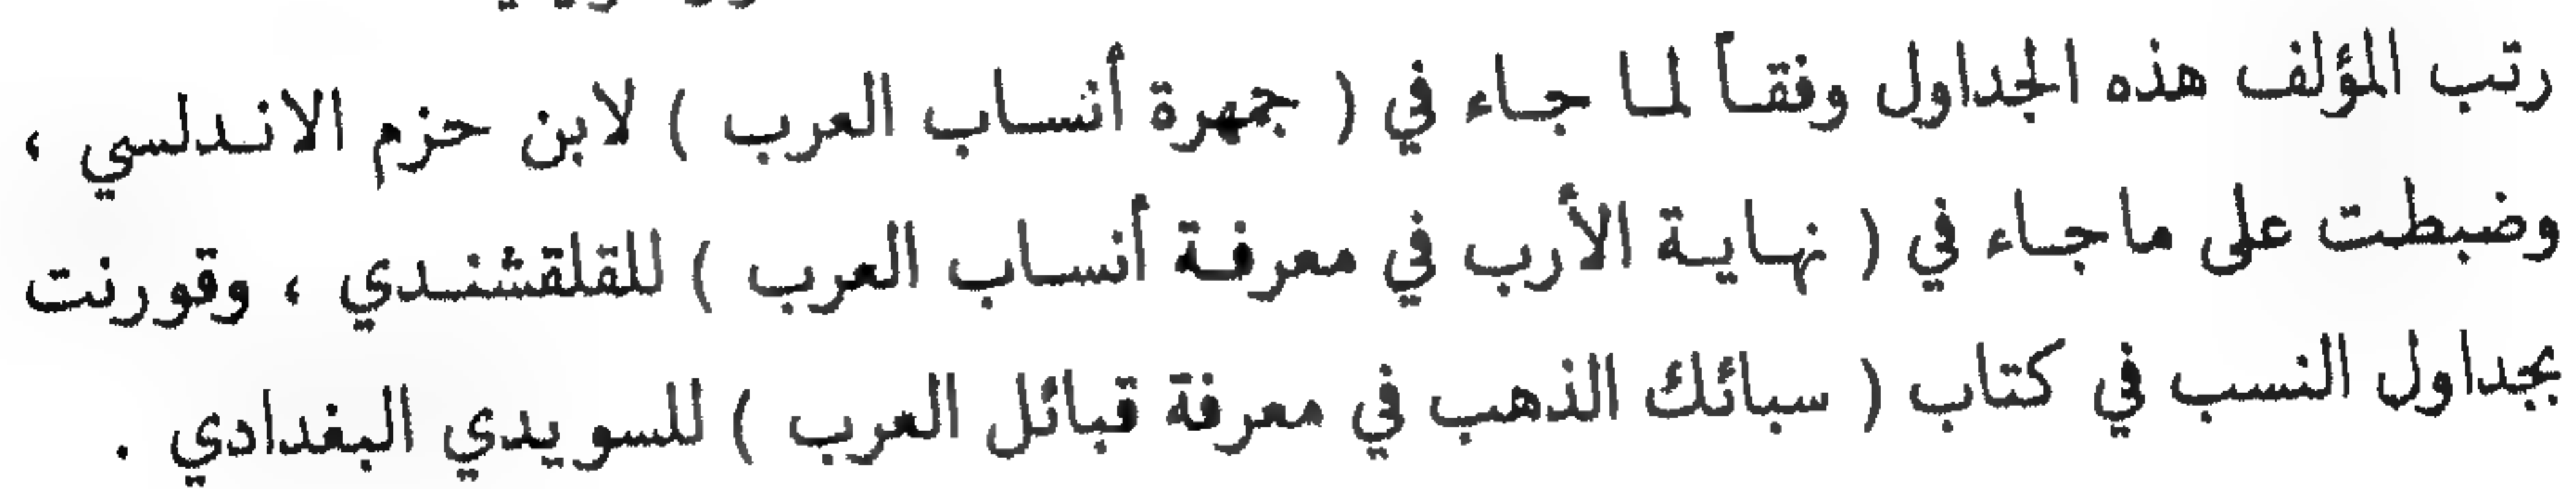 رتب المؤلف هذه الجداول وفقاً لما جاء في ( جمهرة أنساب العرب ) لابن حزم الاندلسي ،
وضبطت على ماجاء في ( نهاية الأرب في معرفة أنساب العرب ) للقلقشندي ، وقورنت
بجداول النسب في كتاب ( سبائك الذهب في معرفة قبائل العرب ) للسويدي البغدادي .